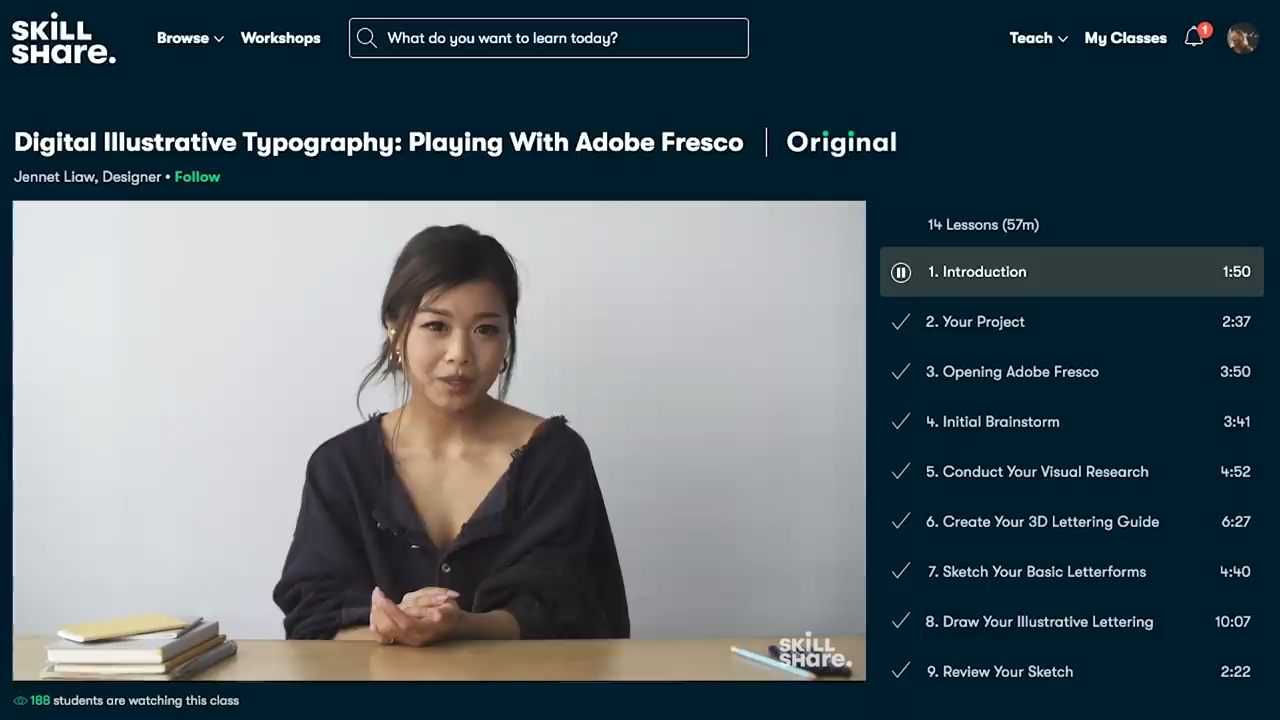 SKiLL
SHare.
Browse
Workshops
What do you want to learn today?
Teach
My Classes
1
Digital Illustrative Typography: Playing With Adobe Fresco | Original
Jennet Liaw, Designer • Follow
14 Lessons (57m)
1. Introduction 1:50
2. Your Project 2:37
3. Opening Adobe Fresco 3:50
4. Initial Brainstorm 3:41
5. Conduct Your Visual Research 4:52
6. Create Your 3D Lettering Guide 6:27
7. Sketch Your Basic Letterforms 4:40
8. Draw Your Illustrative Lettering 10:07
9. Review Your Sketch 2:22
SKiLL
SHare.
188 students are watching this class